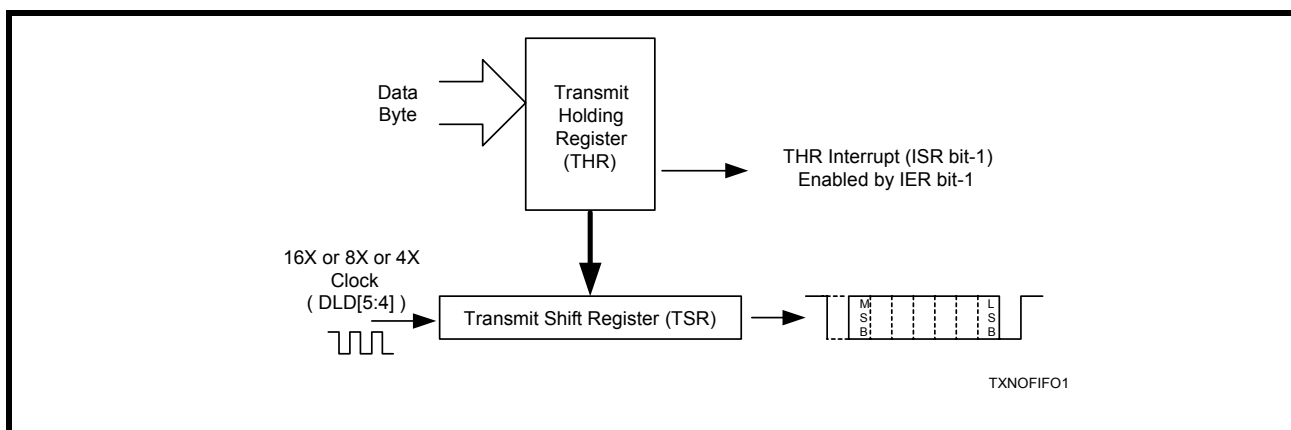 Data
Byte
Transmit
Holding
Register
(THR)
THR Interrupt (ISR bit-1)
Enabled by IER bit-1
16X or 8X or 4X
Clock
( DLD[5:4] )
Transmit Shift Register (TSR)
M
S
B
L
S
B
TXNOFIFO1